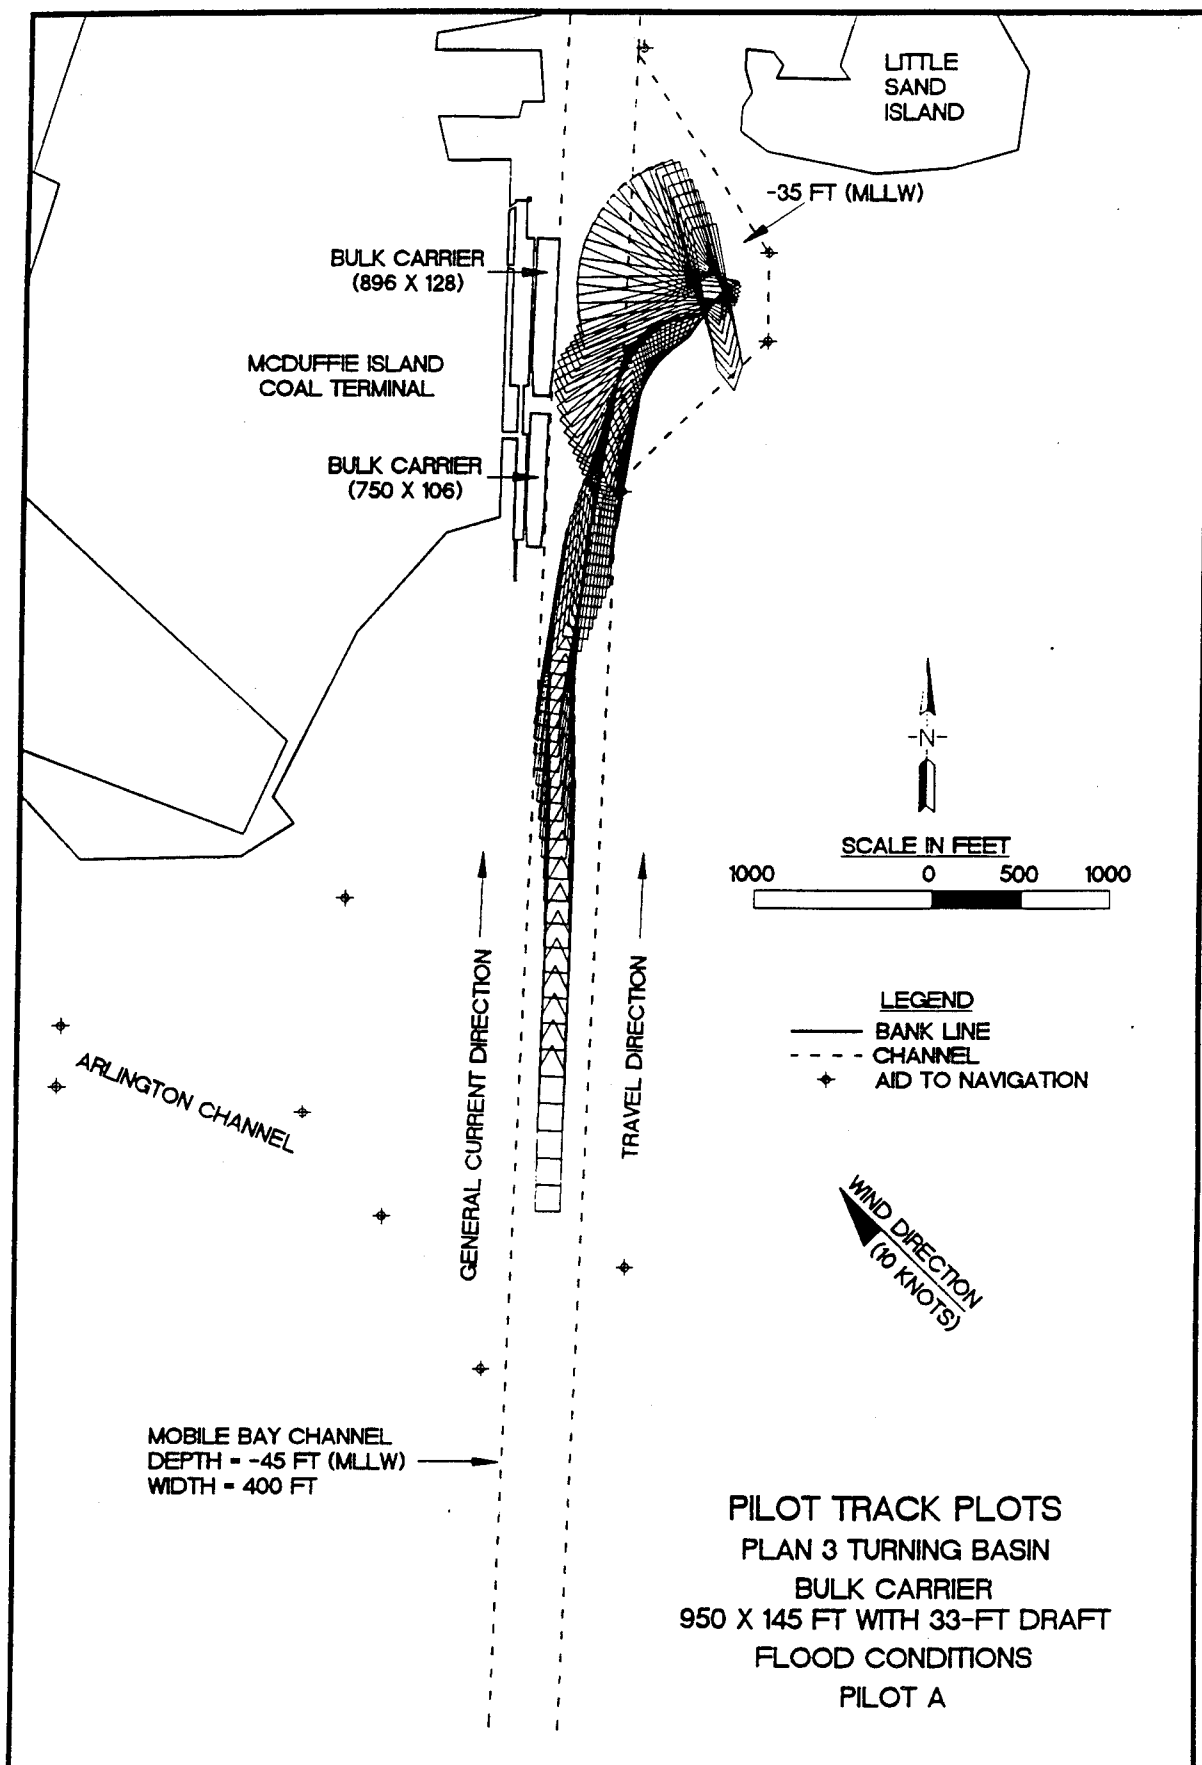 LITTLE
SAND
ISLAND
-35 FT (MLLW)
BULK CARRIER
(896 X 128)
MCDUFFIE ISLAND
COAL TERMINAL
BULK CARRIER
(750 X 106)
-N-
SCALE IN FEET
1000 0 500 1000
GENERAL CURRENT DIRECTION
TRAVEL DIRECTION
LEGEND
BANK LINE
CHANNEL
AID TO NAVIGATION
ARLINGTON CHANNEL
WIND DIRECTION
(10 KNOTS)
MOBILE BAY CHANNEL
DEPTH = -45 FT (MLLW)
WIDTH = 400 FT
PILOT TRACK PLOTS
PLAN 3 TURNING BASIN
BULK CARRIER
950 X 145 FT WITH 33-FT DRAFT
FLOOD CONDITIONS
PILOT A